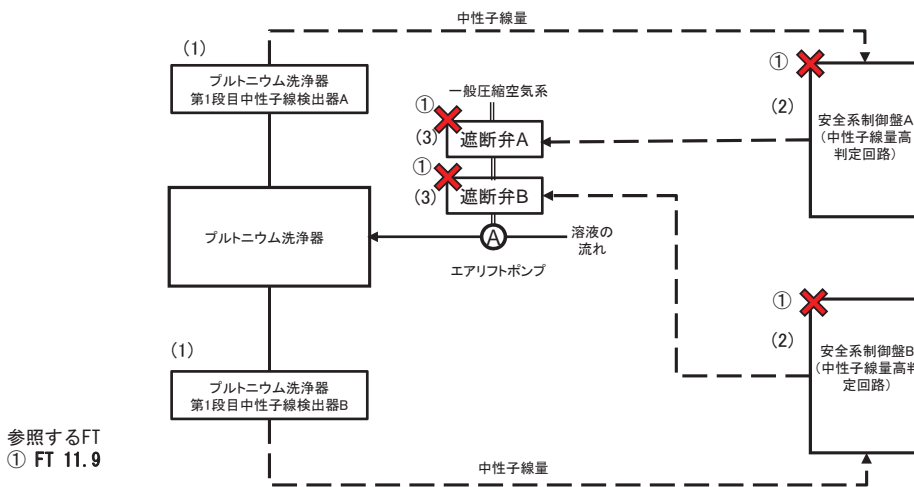 中性子線量
(1)
プルトニウム洗浄器
第1段目中性子線検出器A
一般圧縮空気系
①
(3)
遮断弁A
①
(3)
遮断弁B
①
(2)
安全系制御盤A
(中性子線量高
判定回路)
プルトニウム洗浄器
A
溶液の
流れ
エアリフトポンプ
①
(2)
安全系制御盤B
(中性子線量高判
定回路)
(1)
プルトニウム洗浄器
第1段目中性子線検出器B
中性子線量
参照するFT
① FT 11.9